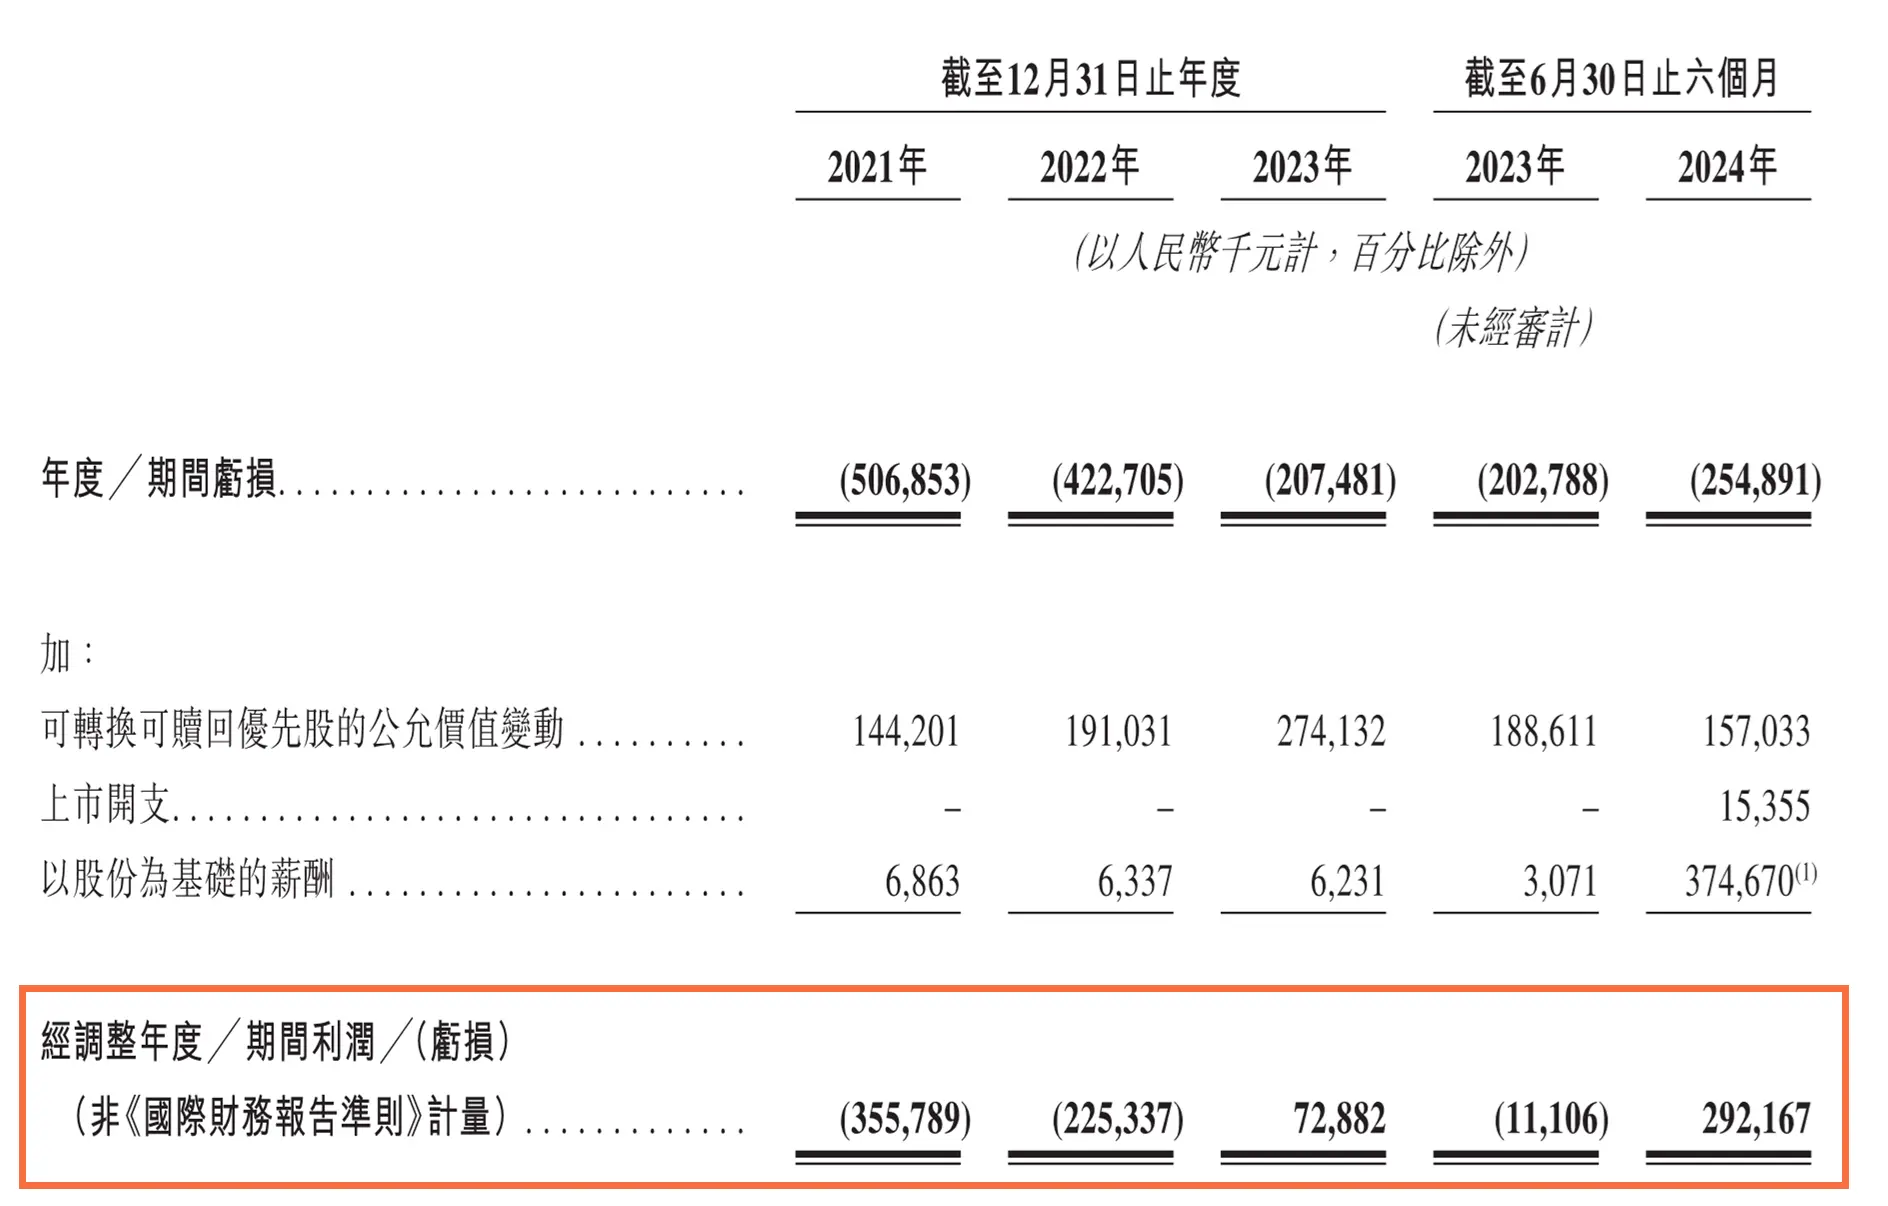 截至12月31日止年度 截至6月30日止六個月
2021年 2022年 2023年 2023年 2024年
(以人民幣千元計，百分比除外)
(未經審計)
年度／期間虧損........................... (506,853) (422,705) (207,481) (202,788) (254,891)
加：
可轉換可贖回優先股的公允價值變動 .......... 144,201 191,031 274,132 188,611 157,033
上市開支................................. – – – – 15,355
以股份為基礎的薪酬 ....................... 6,863 6,337 6,231 3,071 374,670(1)
經調整年度／期間利潤／(虧損)
(非《國際財務報告準則》計量)............. (355,789) (225,337) 72,882 (11,106) 292,167